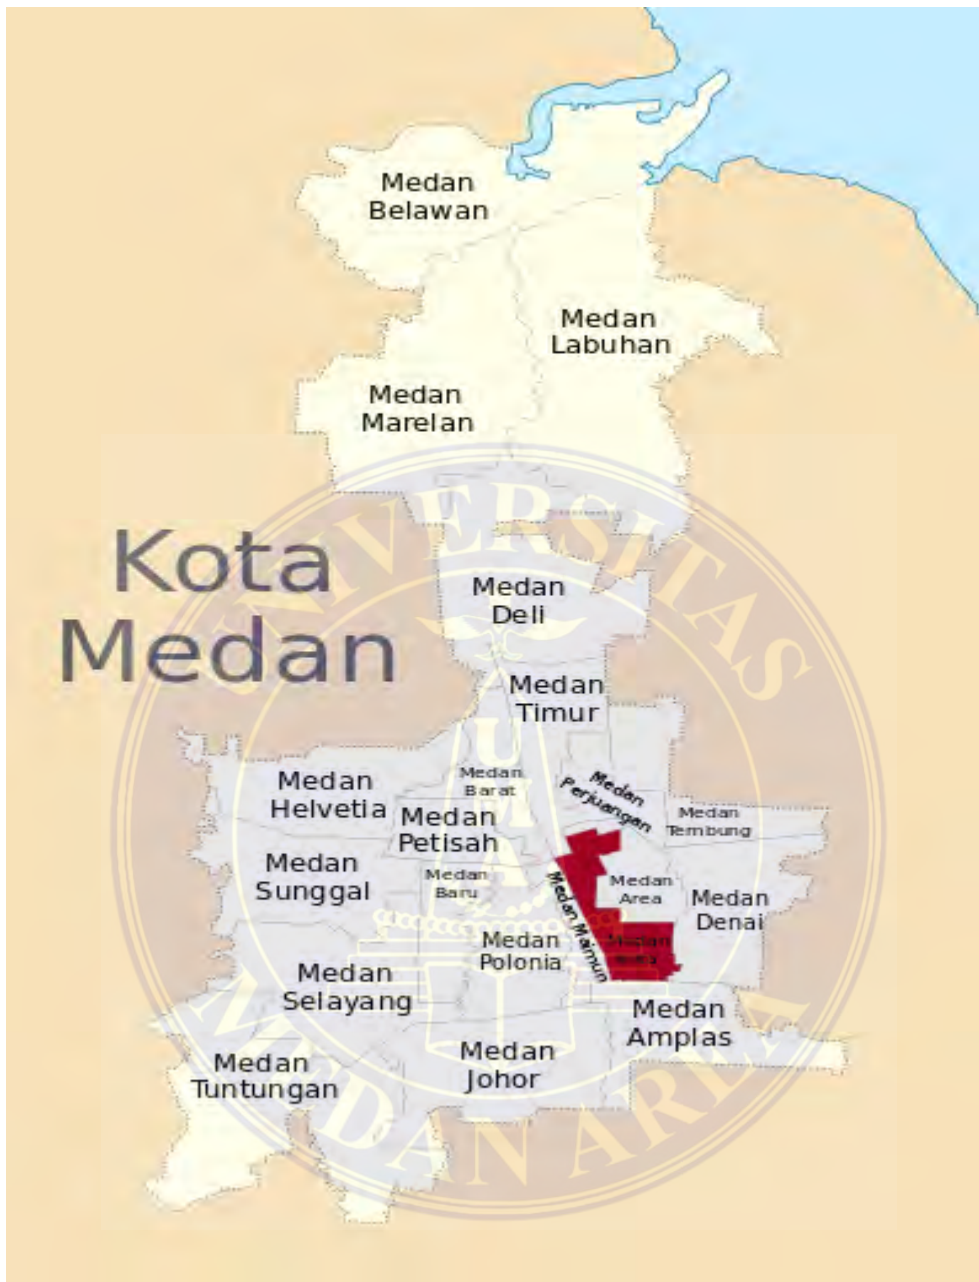 Medan
Belawan
Medan
Labuhan
Medan
Marelan
Kota
Medan
UNIVERSITAS
Medan
Deli
Medan
Timur
UMA
Medan
Helvetia
Medan
Barat
Medan
Perjuangan
Medan
Petisah
Medan
Tembung
Medan
Sunggal
Medan
Baru
Medan Maimun
Medan
Area
Medan
Denai
Medan
Polonia
Medan
Medan
Selayang
Medan
Amplas
Medan
Tuntungan
Medan
Johor
MEDAN AREA